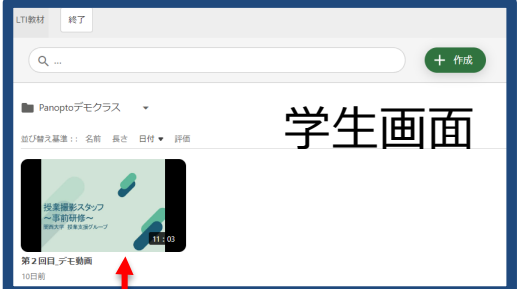 LTI教材 終了
...
+ 作成
Panoptoデモクラス
学生画面
並び替え基準:: 名前 長さ 日付▼ 評価
授業撮影スタッフ
~事前研修~
関西大学 授業支援グループ
11:03
第2回目_デモ動画
10日前